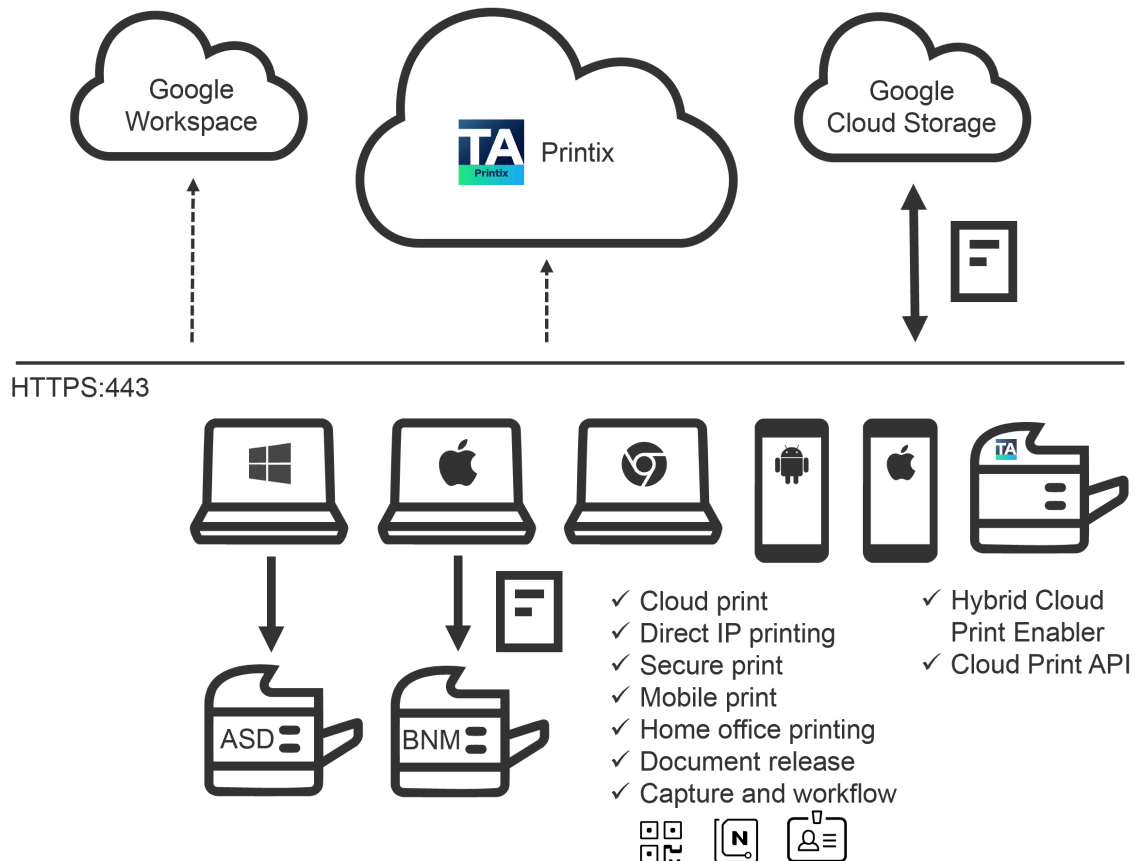 Google
Workspace
TA
Printix
Printix
Google
Cloud Storage
HTTPS:443
TA
ASD
BNM
✓ Cloud print
✓ Direct IP printing
✓ Secure print
✓ Mobile print
✓ Home office printing
✓ Document release
✓ Capture and workflow
✓ Hybrid Cloud
Print Enabler
✓ Cloud Print API
N